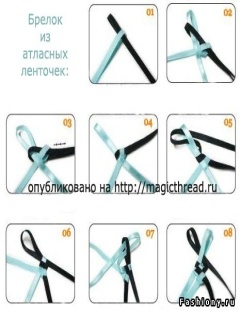 Брелок
из
атласных
ленточек:
01
02
03
04
05
опубликовано на http://magicthread.ru
06
07
08
Fashiony.ru